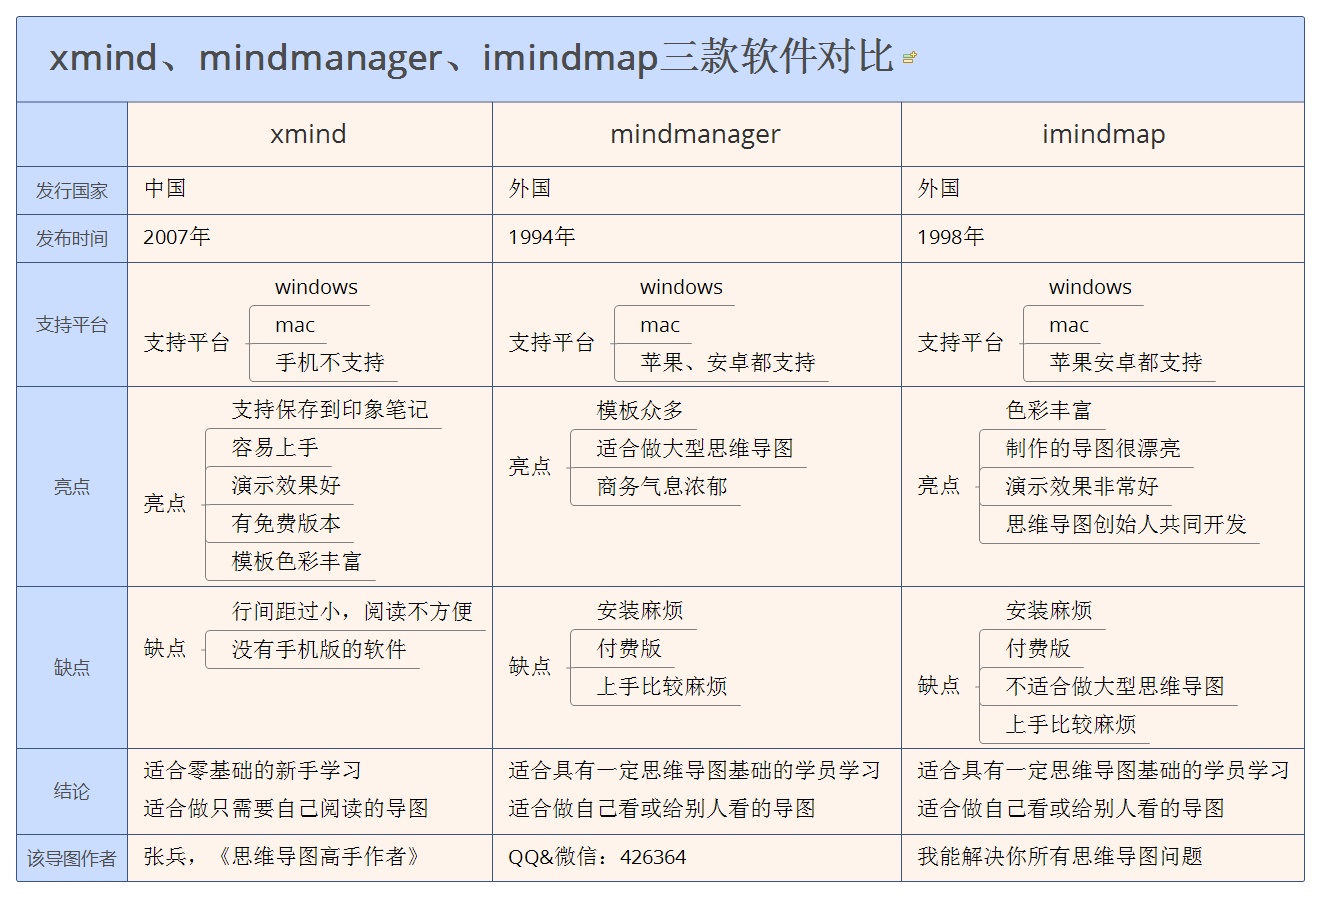 xmind、mindmanager、imindmap三款软件对比
xmind
mindmanager
imindmap
发行国家
中国
外国
外国
发布时间
2007年
1994年
1998年
支持平台
支持平台
windows
mac
手机不支持
支持平台
windows
mac
苹果、安卓都支持
支持平台
windows
mac
苹果安卓都支持
亮点
亮点
支持保存到印象笔记
容易上手
演示效果好
有免费版本
模板色彩丰富
亮点
模板众多
适合做大型思维导图
商务气息浓郁
亮点
色彩丰富
制作的导图很漂亮
演示效果非常好
思维导图创始人共同开发
缺点
缺点
行间距过小，阅读不方便
没有手机版的软件
缺点
安装麻烦
付费版
上手比较麻烦
缺点
安装麻烦
付费版
不适合做大型思维导图
上手比较麻烦
结论
适合零基础的新手学习
适合做只需要自己阅读的导图
适合具有一定思维导图基础的学员学习
适合做自己看或给别人看的导图
适合具有一定思维导图基础的学员学习
适合做自己看或给别人看的导图
该导图作者
张兵，《思维导图高手作者》
QQ&微信：426364
我能解决你所有思维导图问题